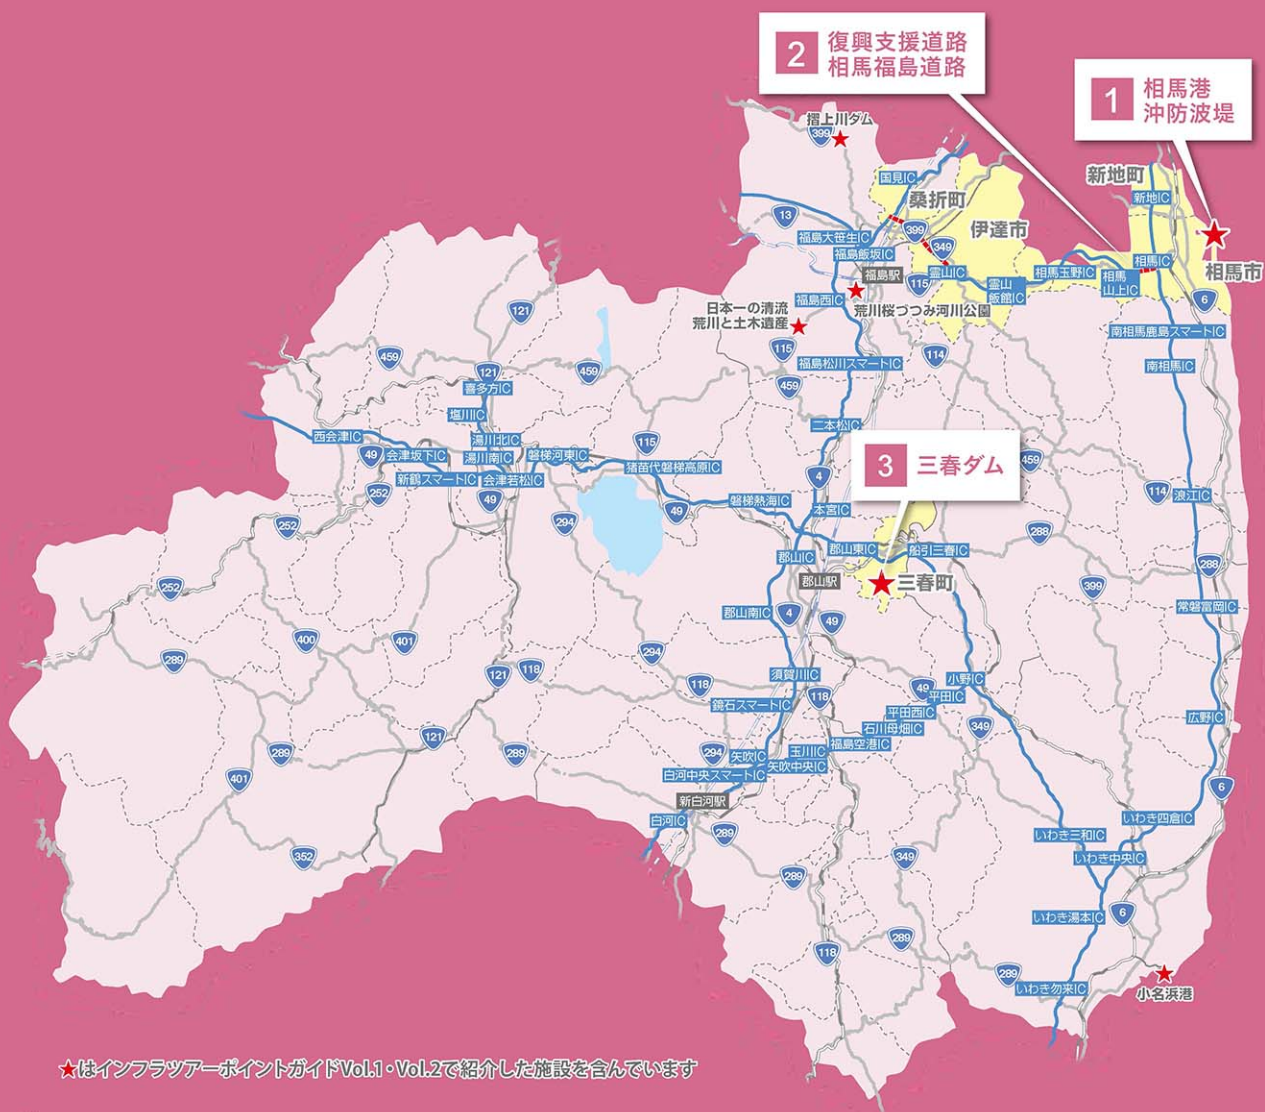 2
復興支援道路
相馬福島道路
1
相馬港
沖防波堤
摺上川ダム
399
国見IC
桑折町
新地町
新地IC
13
399
伊達市
349
福島大笹生IC
福島飯坂IC
福島駅
115
霊山IC
霊山
飯館IC
相馬玉野IC
相馬
山上IC
相馬IC
相馬市
6
福島西IC
荒川桜づつみ河川公園
日本一の清流
荒川と土木遺産
121
115
114
南相馬鹿島スマートIC
459
121
459
福島松川スマートIC
459
南相馬IC
喜多方IC
塩川IC
二本松IC
西会津IC
湯川北IC
115
49
会津坂下IC
湯川南IC
磐梯河東IC
猪苗代磐梯高原IC
3
三春ダム
459
新鶴スマートIC
会津若松IC
4
252
49
磐梯熱海IC
114
浪江IC
252
294
49
本宮IC
288
郡山IC
郡山東IC
船引三春IC
288
252
郡山駅
三春町
399
常磐富岡IC
郡山南IC
4
49
400
401
294
289
121
118
118
須賀川IC
118
小野IC
49
平田IC
鏡石スマートIC
平田西IC
広野IC
石川母畑IC
349
121
福島空港IC
289
289
294
矢吹IC
玉川IC
401
白河中央スマートIC
矢吹中央IC
6
新白河駅
白河IC
289
いわき四倉IC
いわき三和IC
352
349
いわき中央IC
289
いわき湯本IC
6
289
118
289
いわき勿来IC
小名浜港
★はインフラツアーポイントガイドVol.1・Vol.2で紹介した施設を含んでいます